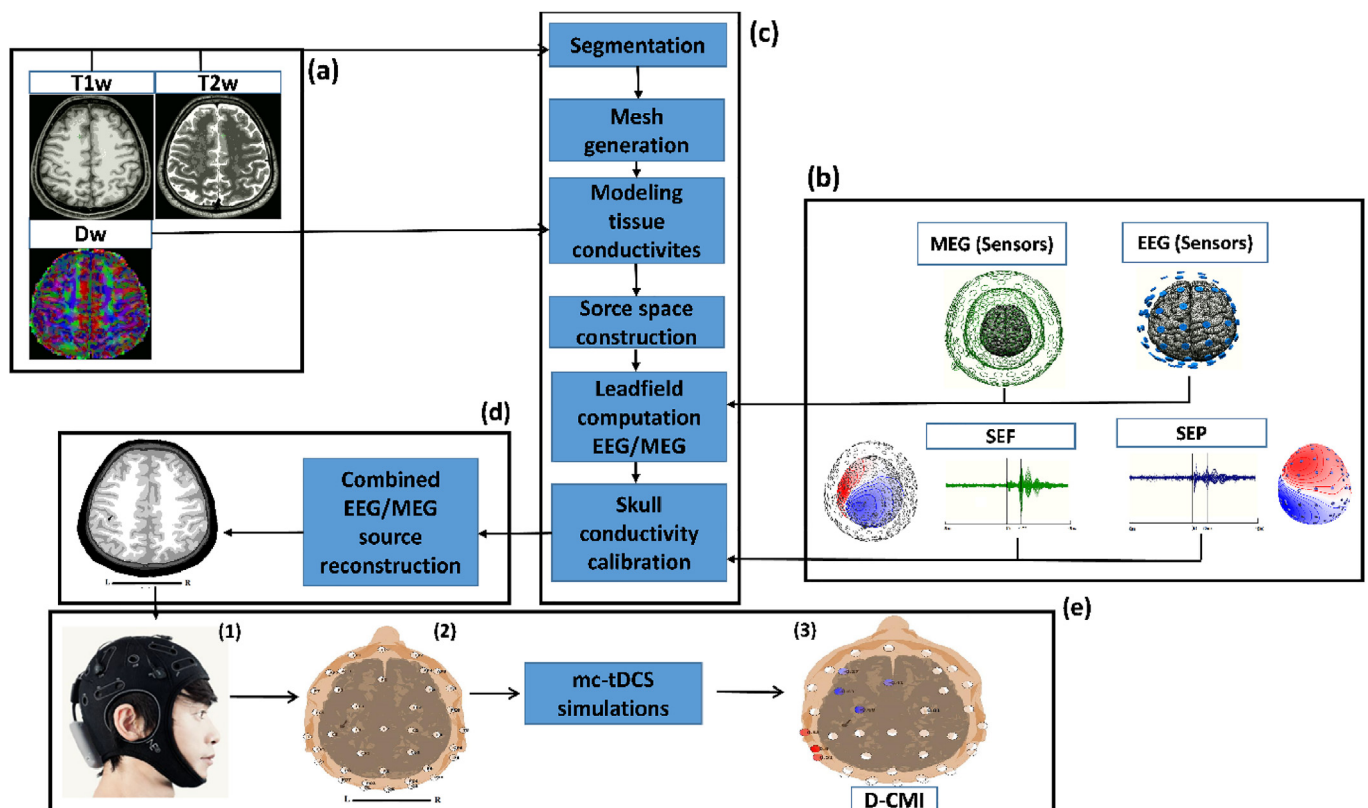 (a)
T1w
T2w
Dw
(c)
Segmentation
Mesh
generation
Modeling
tissue
conductivites
Sorce space
construction
Leadfield
computation
EEG/MEG
Skull
conductivity
calibration
(b)
MEG (Sensors)
EEG (Sensors)
SEF
SEP
(d)
Combined
EEG/MEG
source
reconstruction
L
R
(e)
(1)
(2)
L
R
mc-tDCS
simulations
(3)
D-CMI